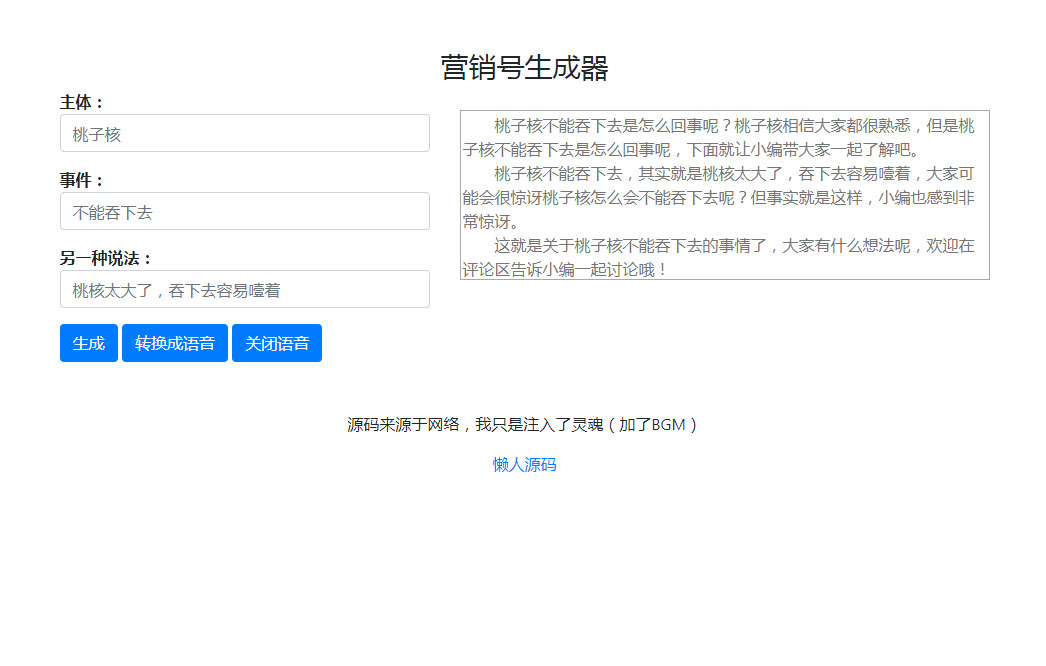 营销号生成器
主体：
桃子核
事件：
不能吞下去
另一种说法：
桃核太大了，吞下去容易噎着
生成 转换成语音 关闭语音
桃子核不能吞下去是怎么回事呢？桃子核相信大家都很熟悉，但是桃
子核不能吞下去是怎么回事呢，下面就让小编带大家一起了解吧。
桃子核不能吞下去，其实就是桃核太大了，吞下去容易噎着，大家可
能会很惊讶桃子核怎么会不能吞下去呢？但事实就是这样，小编也感到非
常惊讶。
这就是关于桃子核不能吞下去的事情了，大家有什么想法呢，欢迎在
评论区告诉小编一起讨论哦！
源码来源于网络，我只是注入了灵魂（加了BGM）
懒人源码